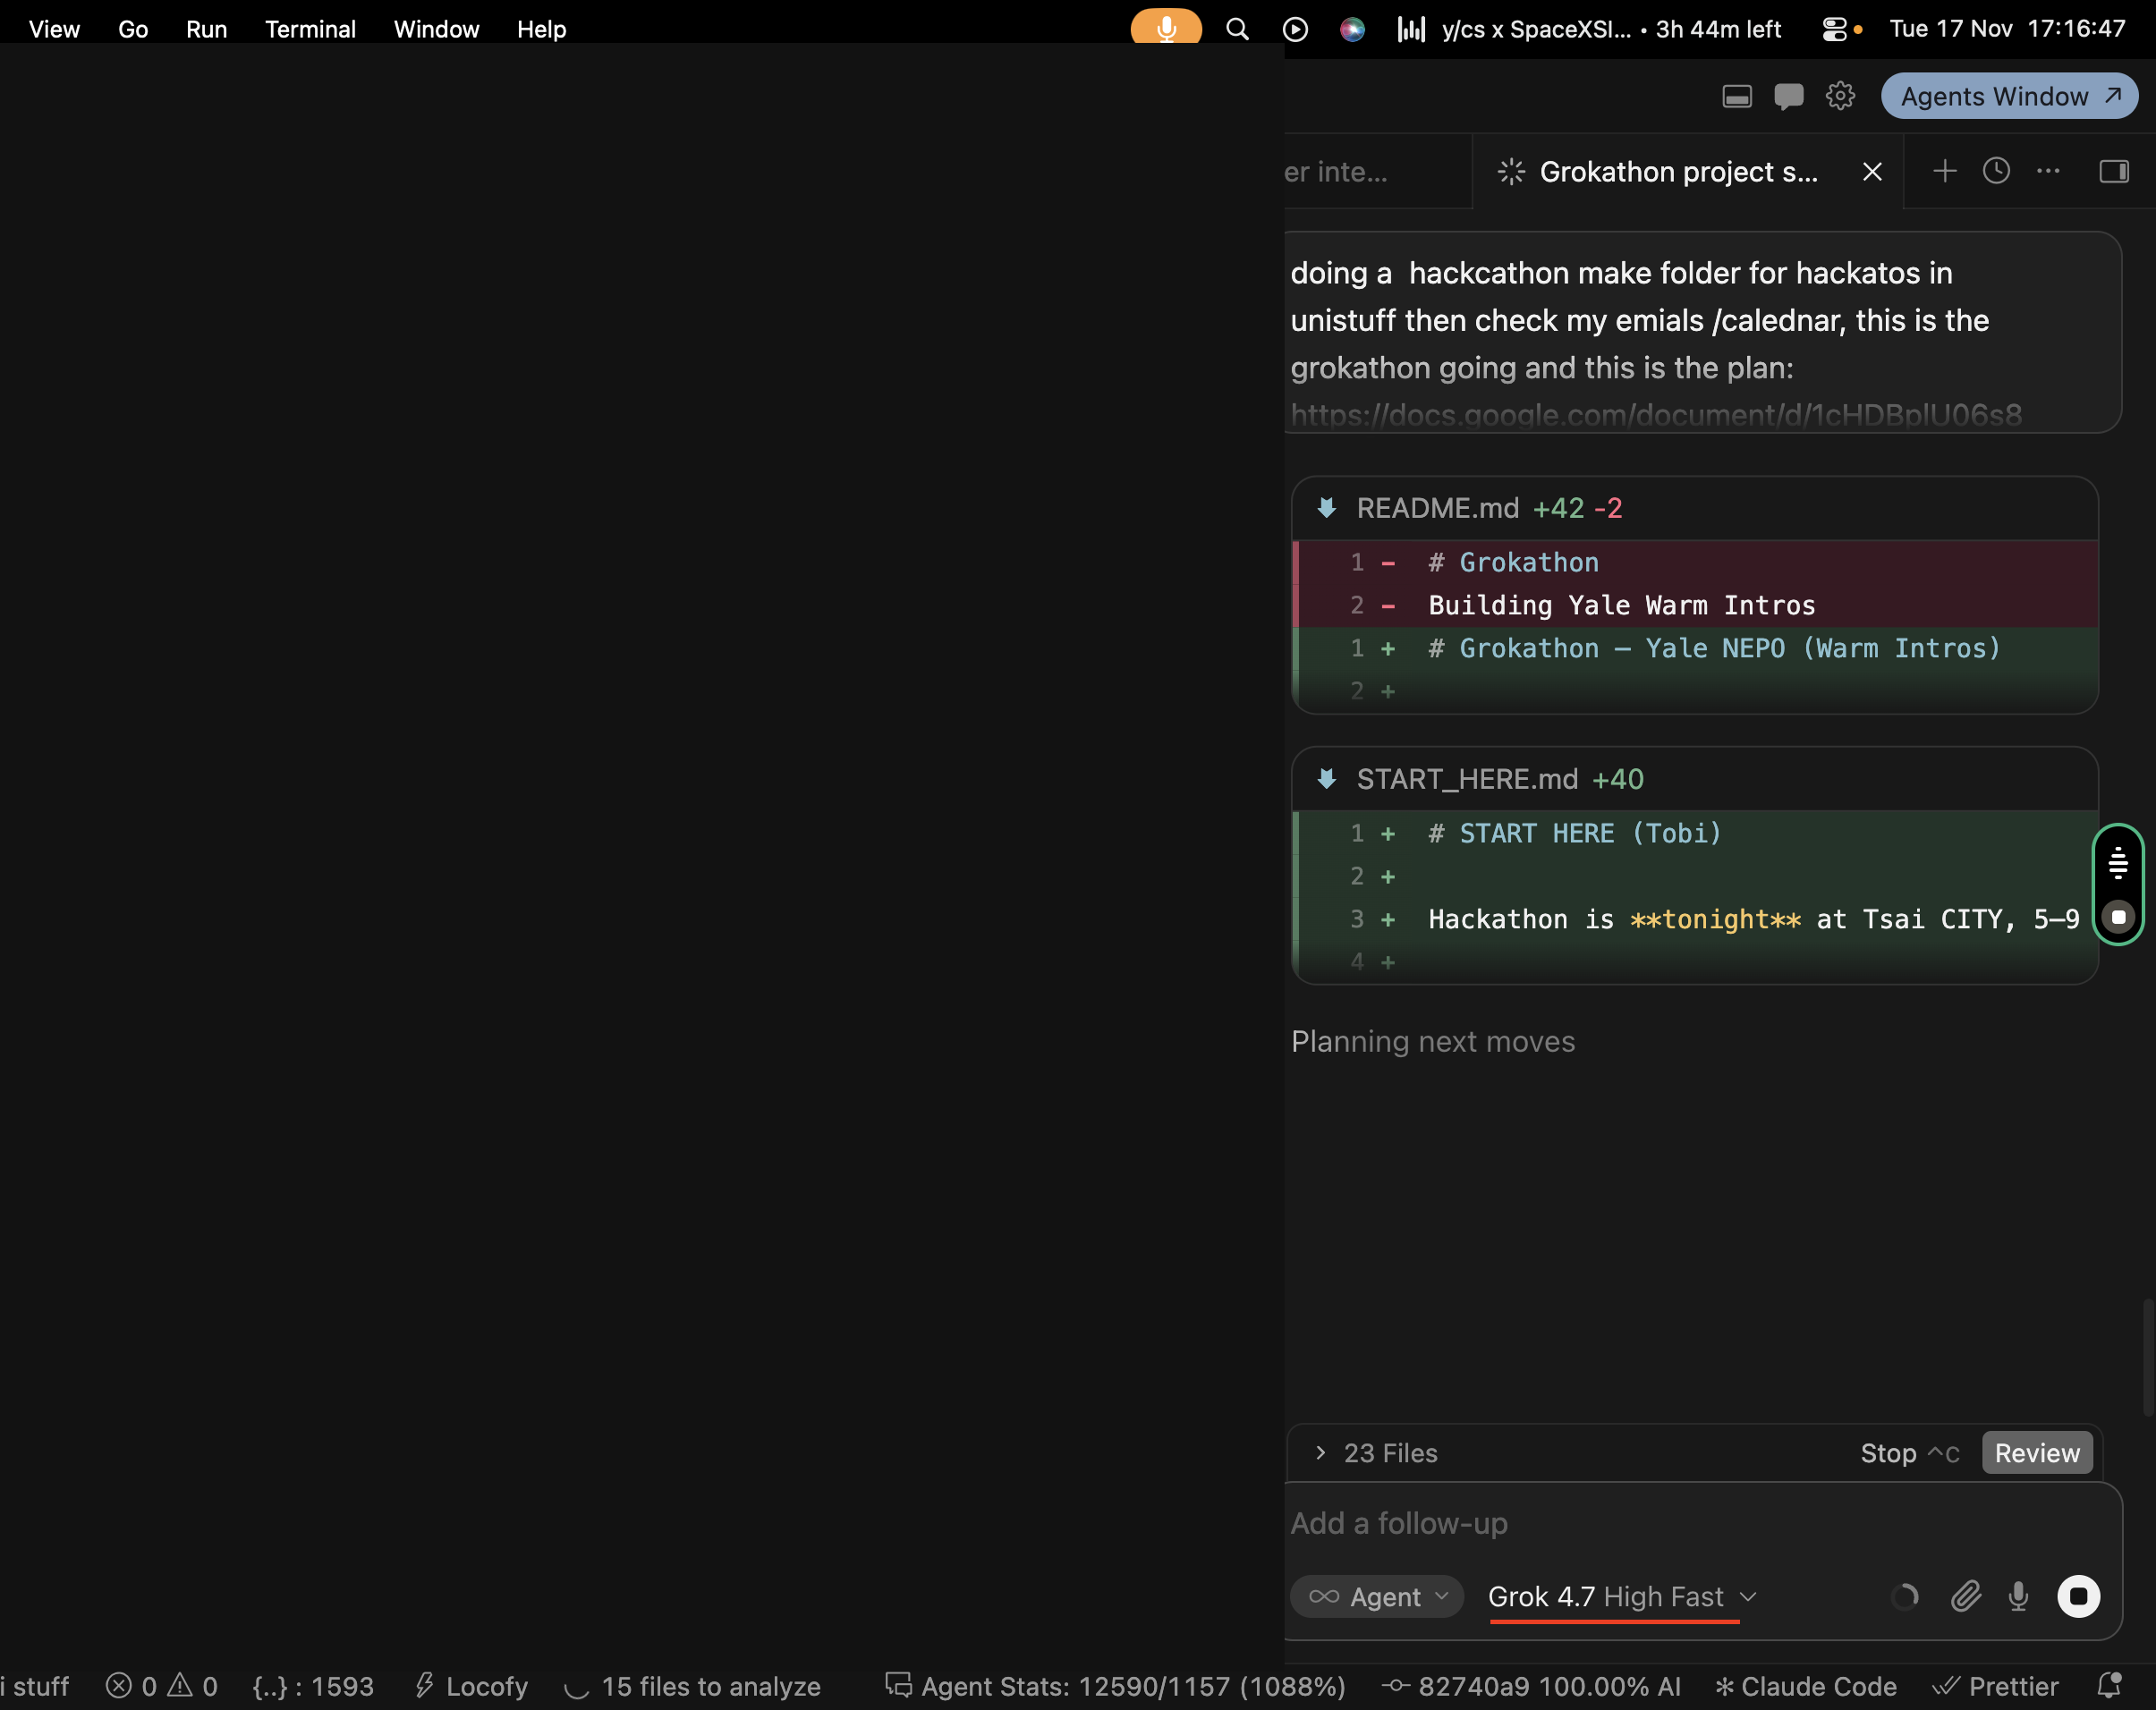 View Go Run Terminal Window Help y/cs x SpaceXSI... • 3h 44m left Tue 17 Nov 17:16:47
Agents Window
er inte... Grokathon project s...
doing a  hackcathon make folder for hackatos in
unistuff then check my emials /calednar, this is the
grokathon going and this is the plan:
https://docs.google.com/document/d/1cHDBplU06s8
README.md +42 -2
1 - # Grokathon
2 - Building Yale Warm Intros
1 + # Grokathon — Yale NEPO (Warm Intros)
2 +
START_HERE.md +40
1 + # START HERE (Tobi)
2 +
3 + Hackathon is **tonight** at Tsai CITY, 5–9
4 +
Planning next moves
23 Files Stop ^C Review
Add a follow-up
Agent Grok 4.7 High Fast
i stuff 0 0 {..} : 1593 Locofy 15 files to analyze Agent Stats: 12590/1157 (1088%) 82740a9 100.00% AI Claude Code Prettier